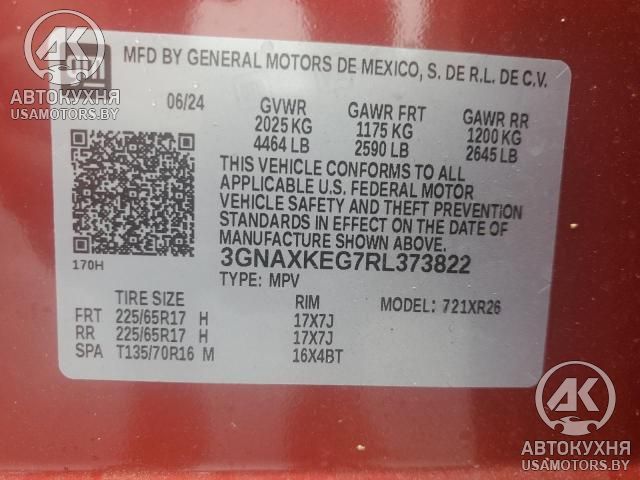 GM
MFD BY GENERAL MOTORS DE MEXICO, S. DE R.L. DE C.V.
АВТОКУХНЯ
USAMOTORS.BY
06/24 GVWR GAWR FRT GAWR RR
2025 KG 1175 KG 1200 KG
4464 LB 2590 LB 2645 LB
THIS VEHICLE CONFORMS TO ALL
APPLICABLE U.S. FEDERAL MOTOR
VEHICLE SAFETY AND THEFT PREVENTION
STANDARDS IN EFFECT ON THE DATE OF
MANUFACTURE SHOWN ABOVE.
170H 3GNAXKEG7RL373822
TYPE: MPV
TIRE SIZE RIM MODEL: 721XR26
FRT 225/65R17 H 17X7J
RR 225/65R17 H 17X7J
SPA T135/70R16 M 16X4BT
АК
АВТОКУХНЯ
USAMOTORS.BY